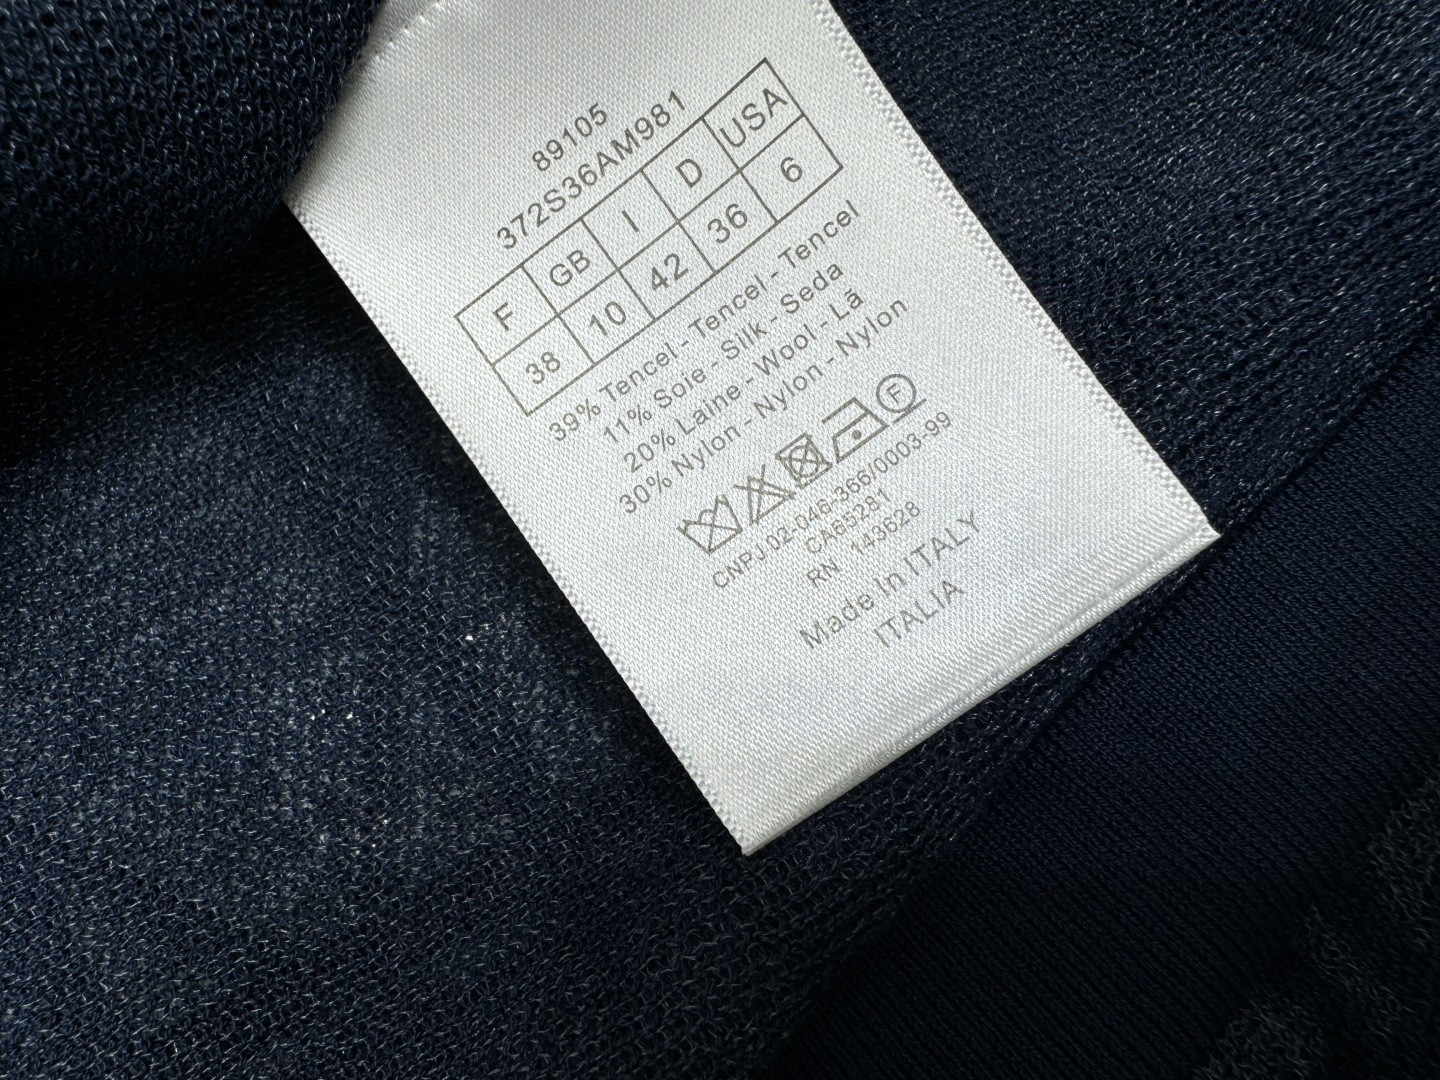 89105
372S36AM981
F GB I D USA
38 10 42 36 6
39% Tencel - Tencel - Tencel
11% Soie - Silk - Seda
20% Laine - Wool - Lã
30% Nylon - Nylon - Nylon - Nylon
F
CNPJ 02-046-366/0003-99
CA65281
RN 143628
Made In ITALY
ITALIA